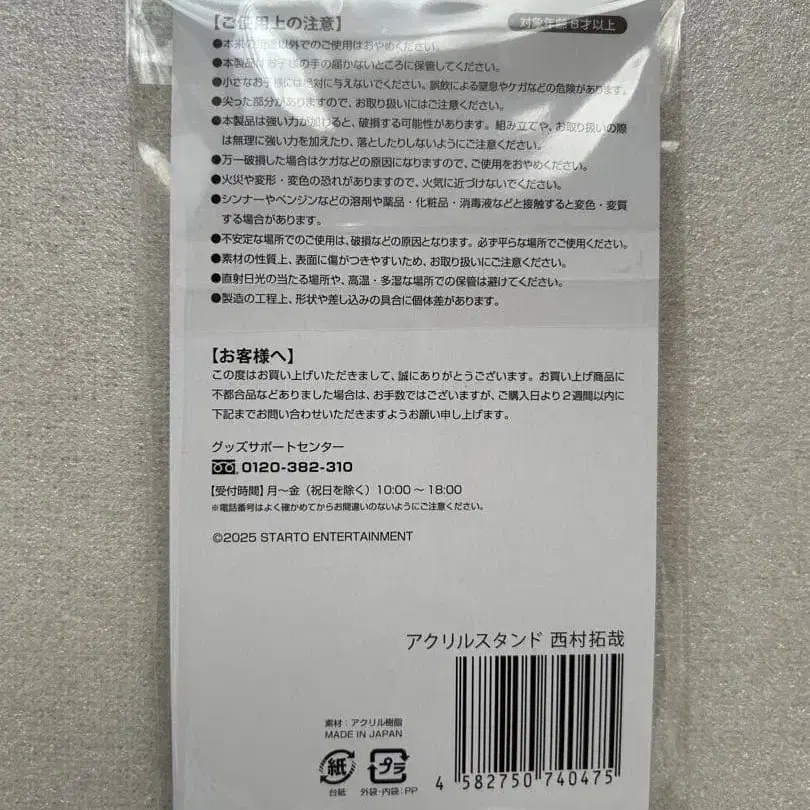 【ご使用上の注意】
対象年齢6才以上
●本来の用途以外でのご使用はおやめください。
●本製品はお子様の手の届かないところに保管してください。
●小さなお子様には絶対に与えないでください。誤飲による窒息やケガなどの危険があります。
●尖った部分がありますので、お取り扱いにはご注意ください。
●本製品は強い力が加わると、破損する可能性があります。組み立てや、お取り扱いの際
は無理に強い力を加えたり、落としたりしないようにご注意ください。
●万一破損した場合はケガなどの原因になりますので、ご使用をおやめください。
●火災や変形・変色の恐れがありますので、火気に近づけないでください。
●シンナーやベンジンなどの溶剤や薬品・化粧品・消毒液などと接触すると変色・変質
する場合があります。
●不安定な場所でのご使用は、破損などの原因となります。必ず平らな場所でご使用ください。
●素材の性質上、表面に傷がつきやすいため、お取り扱いにご注意ください。
●直射日光の当たる場所や、高温・多湿な場所での保管は避けてください。
●製造の工程上、形状や差し込みの具合に個体差があります。
【お客様へ】
この度はお買い上げいただきまして、誠にありがとうございます。お買い上げ商品に
不都合品などありました場合は、お手数ではございますが、ご購入日より2週間以内に
下記までお問い合わせいただきますようお願い申し上げます。
グッズサポートセンター
0120-382-310
【受付時間】月〜金（祝日を除く）10:00〜18:00
※電話番号はよく確かめてからお間違いのないようにご注意ください。
©2025 STARTO ENTERTAINMENT
アクリルスタンド 西村拓哉
素材：アクリル樹脂
MADE IN JAPAN
紙
プラ
台紙
外袋・内袋：PP
4 582750 740475